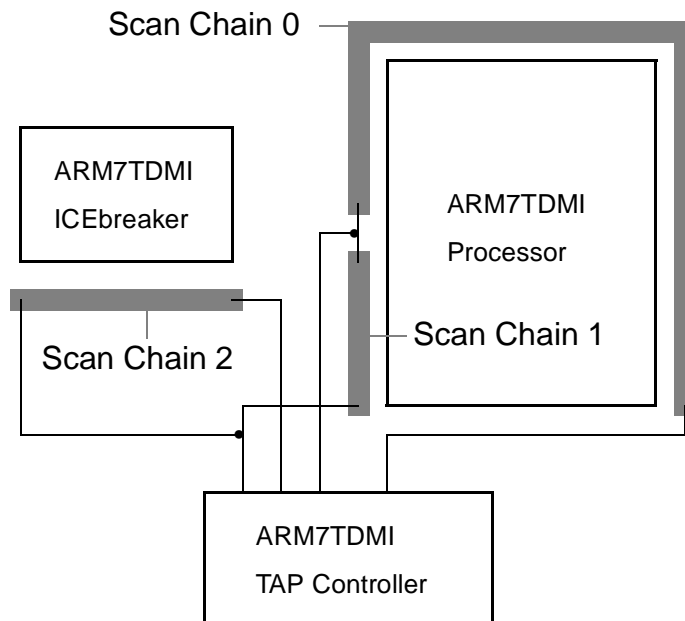 Scan Chain 0
ARM7TDMI
ICEbreaker
ARM7TDMI
Processor
Scan Chain 1
Scan Chain 2
ARM7TDMI
TAP Controller